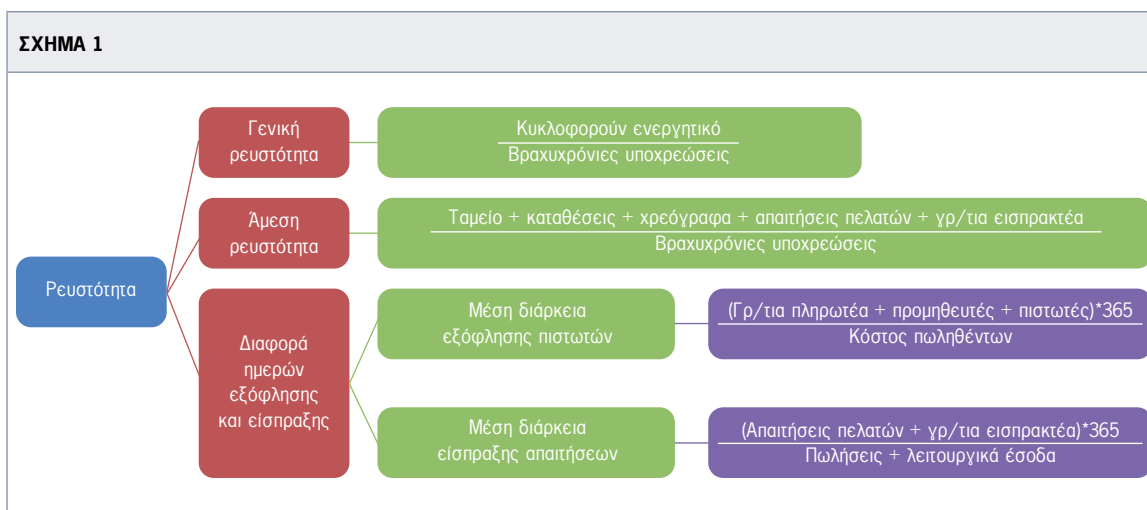 ΣΧΗΜΑ 1
Γενική
ρευστότητα
Κυκλοφορούν ενεργητικό
Βραχυχρόνιες υποχρεώσεις
Άμεση
ρευστότητα
Ταμείο + καταθέσεις + χρεόγραφα + απαιτήσεις πελατών + γρ/τια εισπρακτέα
Βραχυχρόνιες υποχρεώσεις
Ρευστότητα
Διαφορά
ημερών
εξόφλησης
και είσπραξης
Μέση διάρκεια
εξόφλησης πιστωτών
(Γρ/τια πληρωτέα + προμηθευτές + πιστωτές)*365
Κόστος πωληθέντων
Μέση διάρκεια
είσπραξης απαιτήσεων
(Απαιτήσεις πελατών + γρ/τια εισπρακτέα)*365
Πωλήσεις + λειτουργικά έσοδα